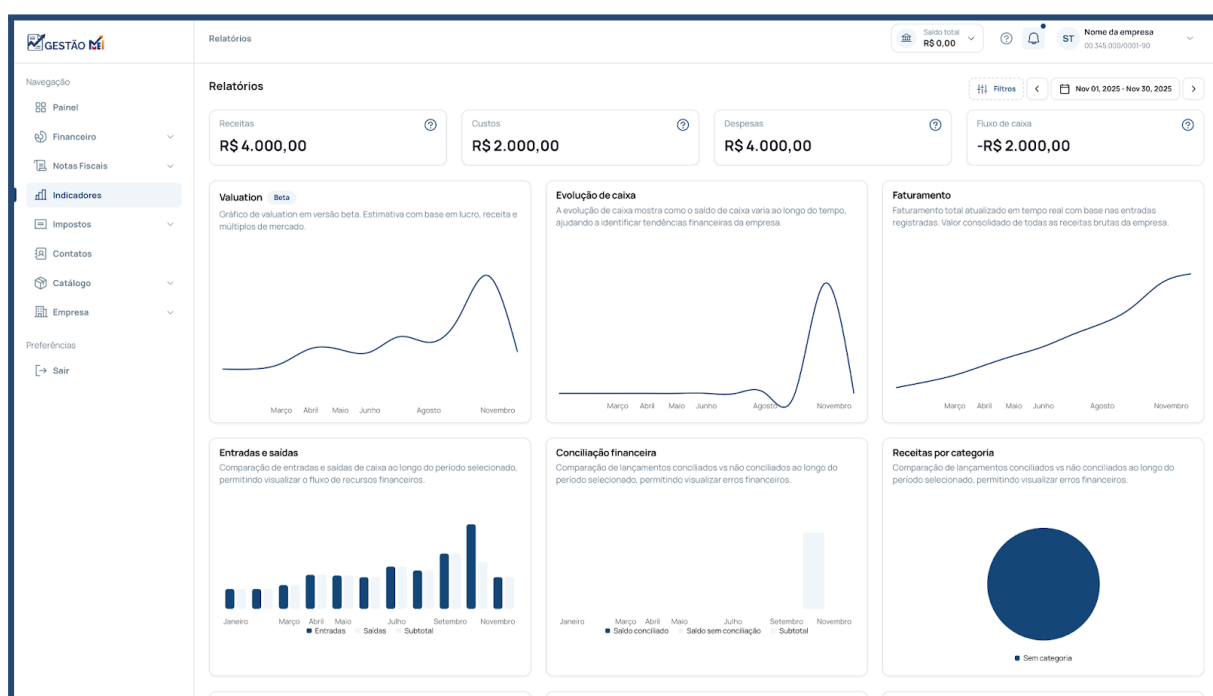 GESTÃO MEI
Relatórios
Saldo total
R$ 0,00
ST
Nome da empresa
00.345.000/0001-90
Navegação
Painel
Financeiro
Notas Fiscais
Indicadores
Impostos
Contatos
Catálogo
Empresa
Preferências
Sair
Relatórios
Filtros
Nov 01, 2025 - Nov 30, 2025
Receitas
R$ 4.000,00
Custos
R$ 2.000,00
Despesas
R$ 4.000,00
Fluxo de caixa
-R$ 2.000,00
Valuation Beta
Gráfico de valuation em versão beta. Estimativa com base em lucro, receita e
múltiplos de mercado.
Março Abril Maio Junho Agosto Novembro
Evolução de caixa
A evolução de caixa mostra como o saldo de caixa varia ao longo do tempo,
ajudando a identificar tendências financeiras da empresa.
Março Abril Maio Junho Agosto Novembro
Faturamento
Faturamento total atualizado em tempo real com base nas entradas
registradas. Valor consolidado de todas as receitas brutas da empresa.
Março Abril Maio Junho Agosto Novembro
Entradas e saídas
Comparação de entradas e saídas de caixa ao longo do período selecionado,
permitindo visualizar o fluxo de recursos financeiros.
Janeiro Março Abril Maio Julho Setembro Novembro
Entradas Saídas Subtotal
Conciliação financeira
Comparação de lançamentos conciliados vs não conciliados ao longo do
período selecionado, permitindo visualizar erros financeiros.
Janeiro Março Abril Maio Julho Setembro Novembro
Saldo conciliado Saldo sem conciliação Subtotal
Receitas por categoria
Comparação de lançamentos conciliados vs não conciliados ao longo do
período selecionado, permitindo visualizar erros financeiros.
Sem categoria